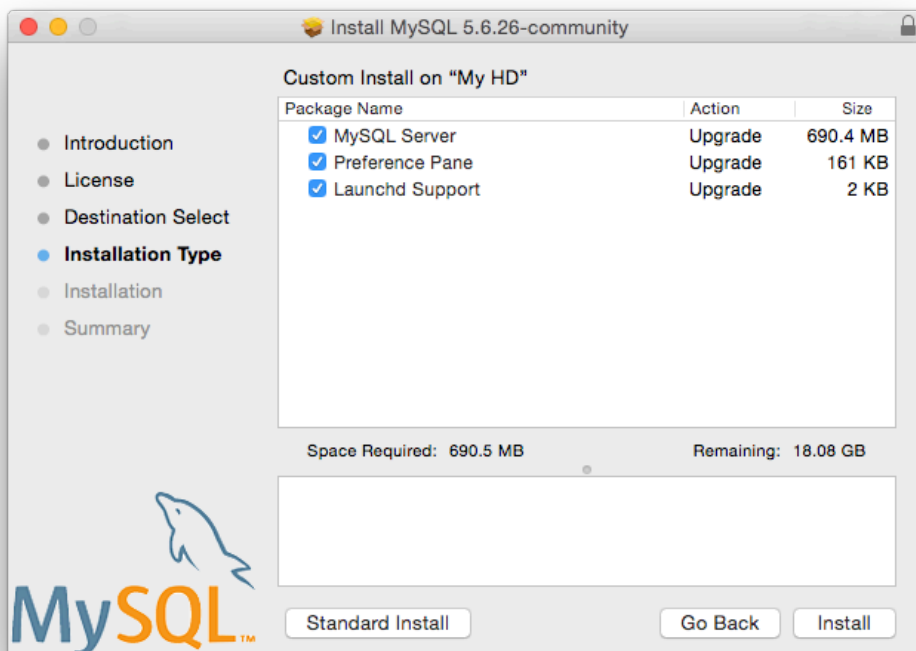 Install MySQL 5.6.26-community
Custom Install on “My HD”
Package Name Action Size
MySQL Server Upgrade 690.4 MB
Preference Pane Upgrade 161 KB
Launchd Support Upgrade 2 KB
Introduction
License
Destination Select
Installation Type
Installation
Summary
Space Required: 690.5 MB Remaining: 18.08 GB
MySQL™
Standard Install Go Back Install